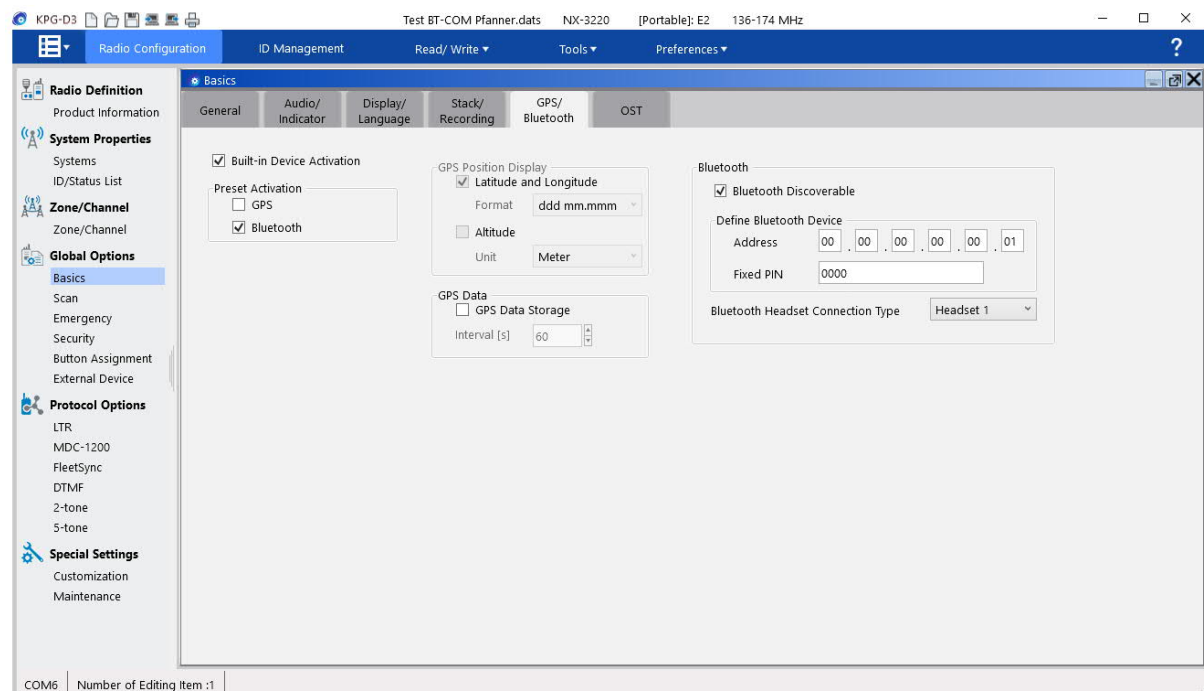 KPG-D3 Test BT-COM Pfanner.dats NX-3220 [Portable]: E2 136-174 MHz
Radio Configuration ID Management Read/ Write ▾ Tools ▾ Preferences ▾ ?
Radio Definition
Product Information
System Properties
Systems
ID/Status List
Zone/Channel
Zone/Channel
Global Options
Basics
Scan
Emergency
Security
Button Assignment
External Device
Protocol Options
LTR
MDC-1200
FleetSync
DTMF
2-tone
5-tone
Special Settings
Customization
Maintenance
Basics
General
Audio/
Indicator
Display/
Language
Stack/
Recording
GPS/
Bluetooth
OST
Built-in Device Activation
Preset Activation
GPS
Bluetooth
GPS Position Display
Latitude and Longitude
Format ddd mm.mmm
Altitude
Unit Meter
GPS Data
GPS Data Storage
Interval [s] 60
Bluetooth
Bluetooth Discoverable
Define Bluetooth Device
Address 00 . 00 . 00 . 00 . 00 . 01
Fixed PIN 0000
Bluetooth Headset Connection Type Headset 1
COM6 Number of Editing Item :1